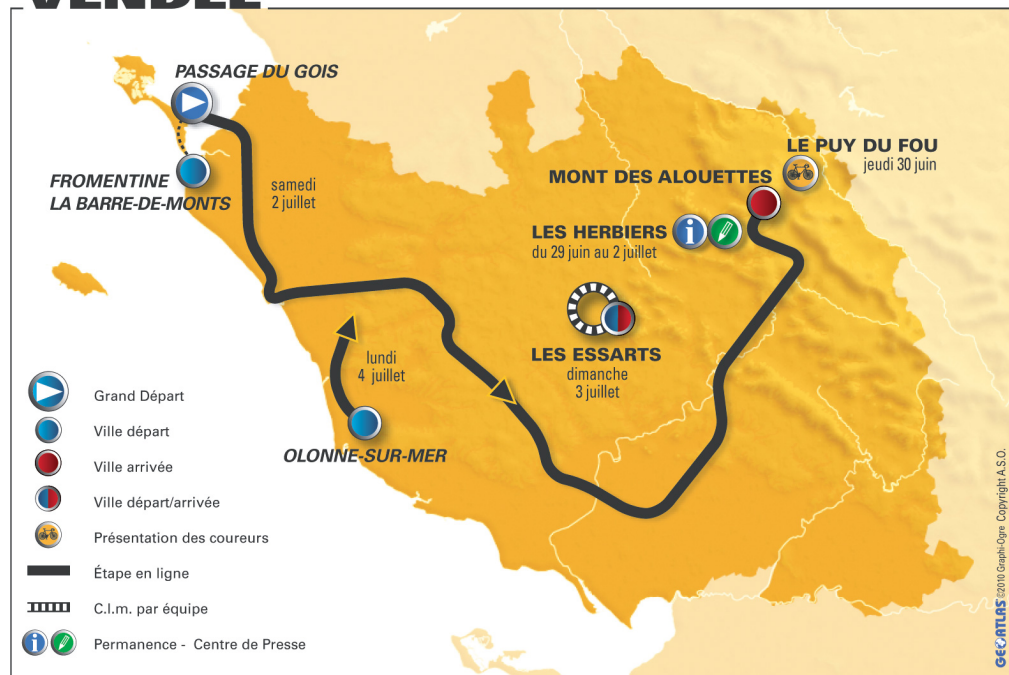 VENDÉE
PASSAGE DU GOIS
FROMENTINE
LA BARRE-DE-MONTS
samedi
2 juillet
LE PUY DU FOU
jeudi 30 juin
MONT DES ALOUETTES
LES HERBIERS
du 29 juin au 2 juillet
LES ESSARTS
dimanche
3 juillet
lundi
4 juillet
OLONNE-SUR-MER
Grand Départ
Ville départ
Ville arrivée
Ville départ/arrivée
Présentation des coureurs
Étape en ligne
C.l.m. par équipe
Permanence - Centre de Presse
GEOATLAS ©2010 Graphi-Ogre Copyright A.S.O.